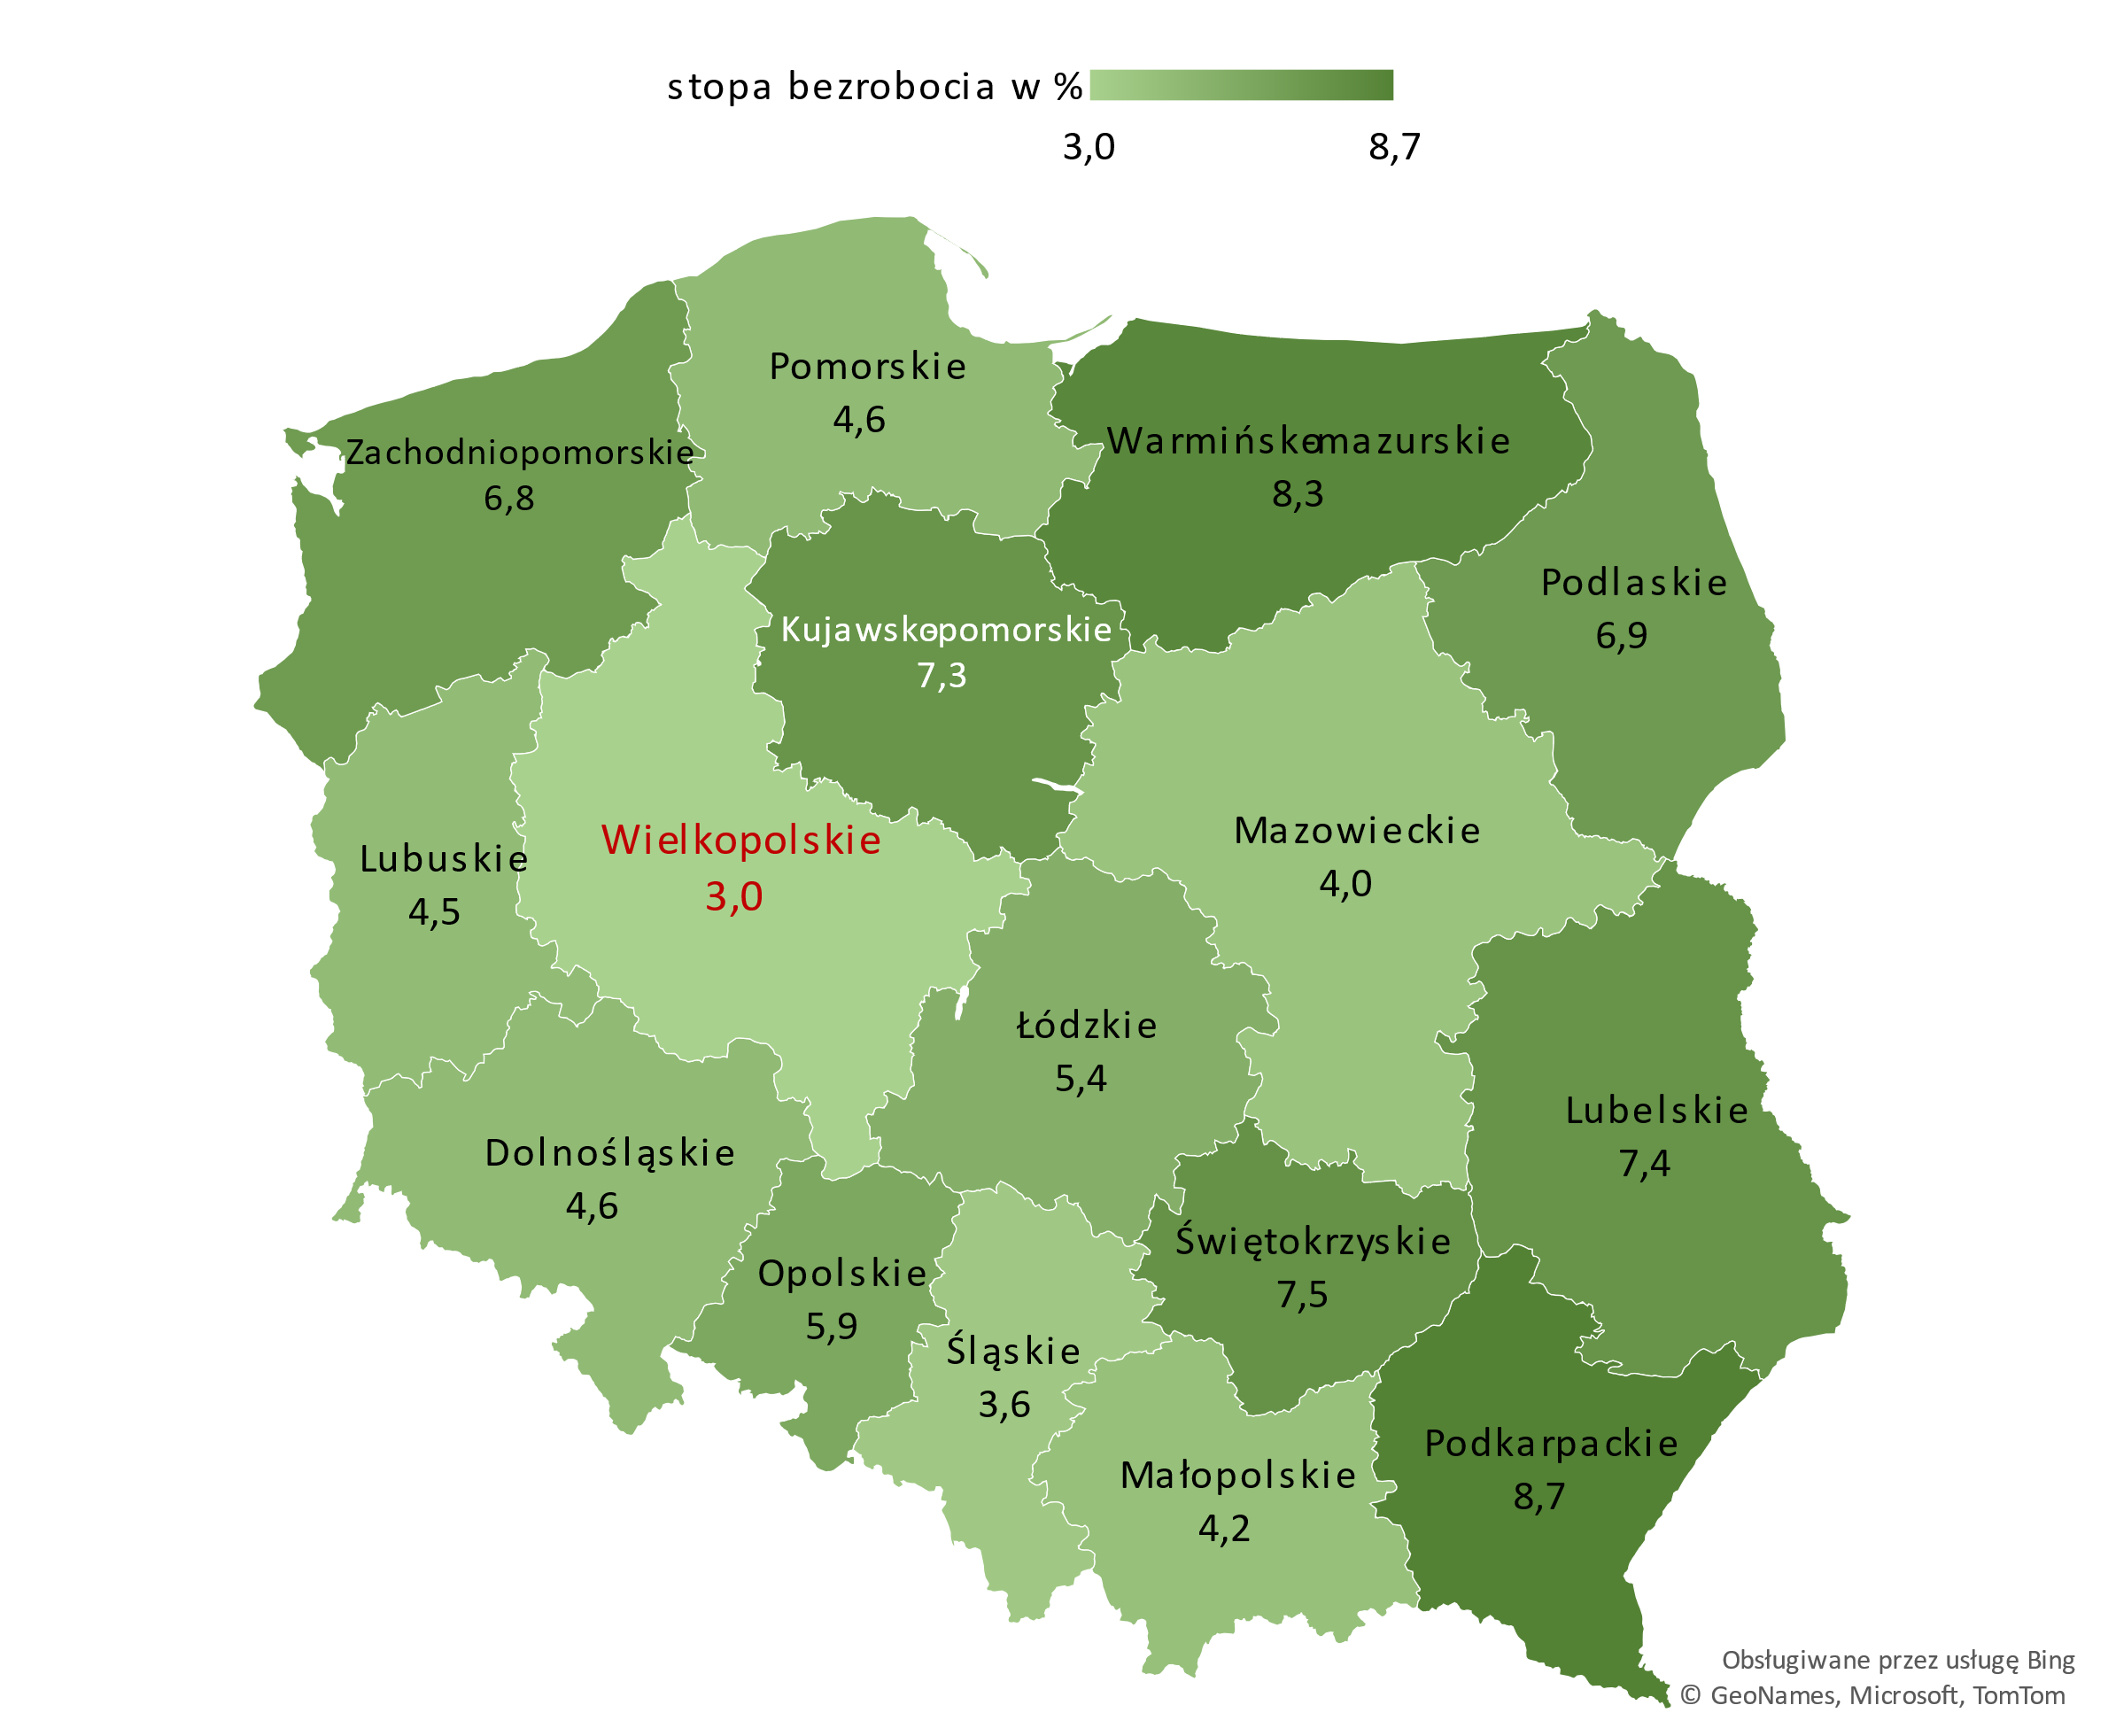 stopa bezrobocia w %
3,0 8,7
Pomorskie
4,6
Zachodniopomorskie
6,8
Warmińsko-mazurskie
8,3
Podlaskie
6,9
Kujawsko-pomorskie
7,3
Wielkopolskie
3,0
Mazowieckie
4,0
Lubuskie
4,5
Łódzkie
5,4
Lubelskie
7,4
Dolnośląskie
4,6
Świętokrzyskie
7,5
Opolskie
5,9
Śląskie
3,6
Podkarpackie
8,7
Małopolskie
4,2
Obsługiwane przez usługę Bing
© GeoNames, Microsoft, TomTom